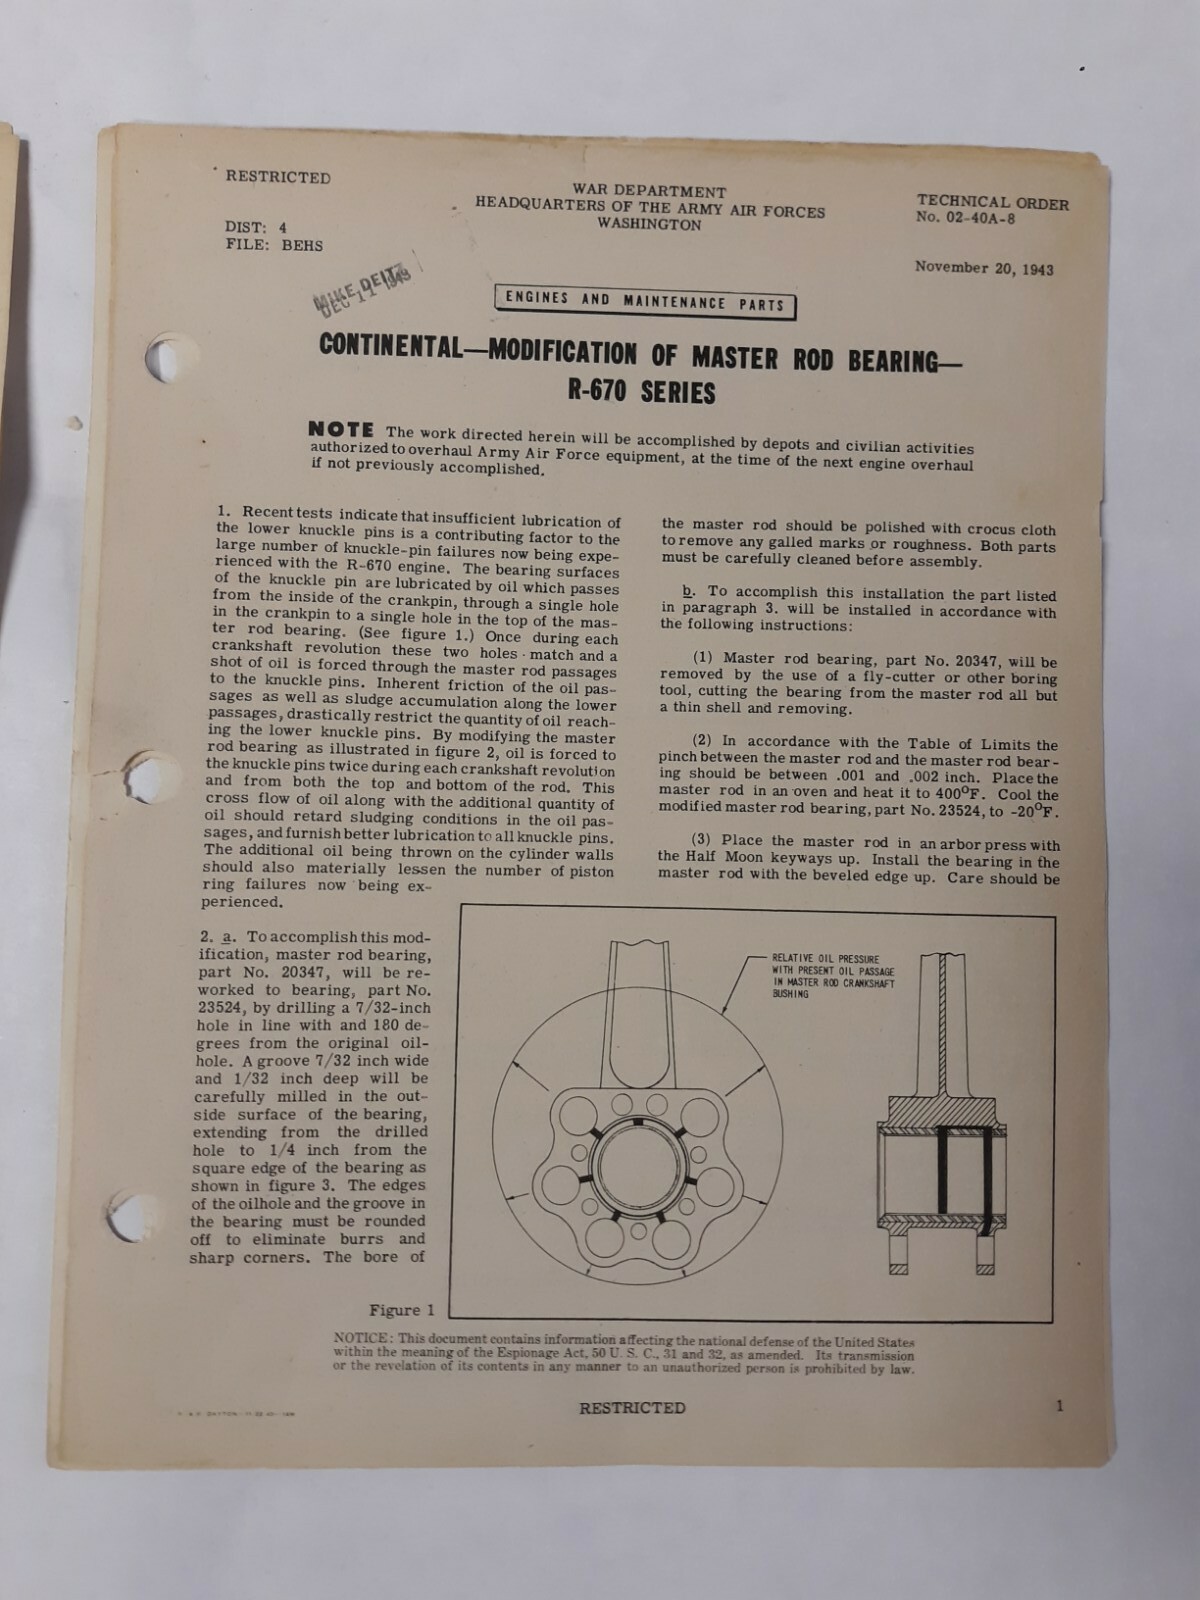 RESTRICTED
WAR DEPARTMENT
HEADQUARTERS OF THE ARMY AIR FORCES
WASHINGTON
TECHNICAL ORDER
No. 02-40A-8
DIST: 4
FILE: BEHS
November 20, 1943
MIKE DEITZ
DEC 11 1943
ENGINES AND MAINTENANCE PARTS
CONTINENTAL—MODIFICATION OF MASTER ROD BEARING—
R-670 SERIES
NOTE The work directed herein will be accomplished by depots and civilian activities
authorized to overhaul Army Air Force equipment, at the time of the next engine overhaul
if not previously accomplished.
1. Recent tests indicate that insufficient lubrication of
the lower knuckle pins is a contributing factor to the
large number of knuckle-pin failures now being expe-
rienced with the R-670 engine. The bearing surfaces
of the knuckle pin are lubricated by oil which passes
from the inside of the crankpin, through a single hole
in the crankpin to a single hole in the top of the mas-
ter rod bearing. (See figure 1.) Once during each
crankshaft revolution these two holes match and a
shot of oil is forced through the master rod passages
to the knuckle pins. Inherent friction of the oil pas-
sages as well as sludge accumulation along the lower
passages, drastically restrict the quantity of oil reach-
ing the lower knuckle pins. By modifying the master
rod bearing as illustrated in figure 2, oil is forced to
the knuckle pins twice during each crankshaft revolution
and from both the top and bottom of the rod. This
cross flow of oil along with the additional quantity of
oil should retard sludging conditions in the oil pas-
sages, and furnish better lubrication to all knuckle pins.
The additional oil being thrown on the cylinder walls
should also materially lessen the number of piston
ring failures now being ex-
perienced.
2. a. To accomplish this mod-
ification, master rod bearing,
part No. 20347, will be re-
worked to bearing, part No.
23524, by drilling a 7/32-inch
hole in line with and 180 de-
grees from the original oil-
hole. A groove 7/32 inch wide
and 1/32 inch deep will be
carefully milled in the out-
side surface of the bearing,
extending from the drilled
hole to 1/4 inch from the
square edge of the bearing as
shown in figure 3. The edges
of the oilhole and the groove in
the bearing must be rounded
off to eliminate burrs and
sharp corners. The bore of
the master rod should be polished with crocus cloth
to remove any galled marks or roughness. Both parts
must be carefully cleaned before assembly.
b. To accomplish this installation the part listed
in paragraph 3. will be installed in accordance with
the following instructions:
(1) Master rod bearing, part No. 20347, will be
removed by the use of a fly-cutter or other boring
tool, cutting the bearing from the master rod all but
a thin shell and removing.
(2) In accordance with the Table of Limits the
pinch between the master rod and the master rod bear-
ing should be between .001 and .002 inch. Place the
master rod in an oven and heat it to 400°F. Cool the
modified master rod bearing, part No. 23524, to -20°F.
(3) Place the master rod in an arbor press with
the Half Moon keyways up. Install the bearing in the
master rod with the beveled edge up. Care should be
RELATIVE OIL PRESSURE
WITH PRESENT OIL PASSAGE
IN MASTER ROD CRANKSHAFT
BUSHING
Figure 1
NOTICE: This document contains information affecting the national defense of the United States
within the meaning of the Espionage Act, 50 U. S. C., 31 and 32, as amended. Its transmission
or the revelation of its contents in any manner to an unauthorized person is prohibited by law.
RESTRICTED
1